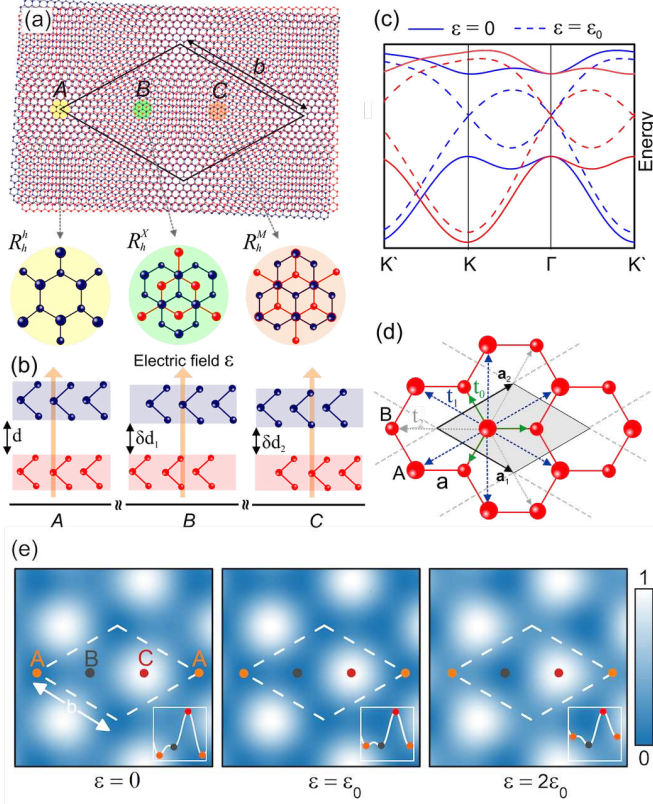 (a)
A
B
C
b
R_h^h
R_h^X
R_h^M
(b)
Electric field ε
d
δd₁
δd₂
A
≈
B
≈
C
(c)
ε = 0
ε = ε₀
Energy
K`
K
Γ
K`
(d)
a₂
t₁
t₀
t₂
B
A
a
a₁
(e)
A
B
C
A
b
1
0
ε = 0
ε = ε₀
ε = 2ε₀